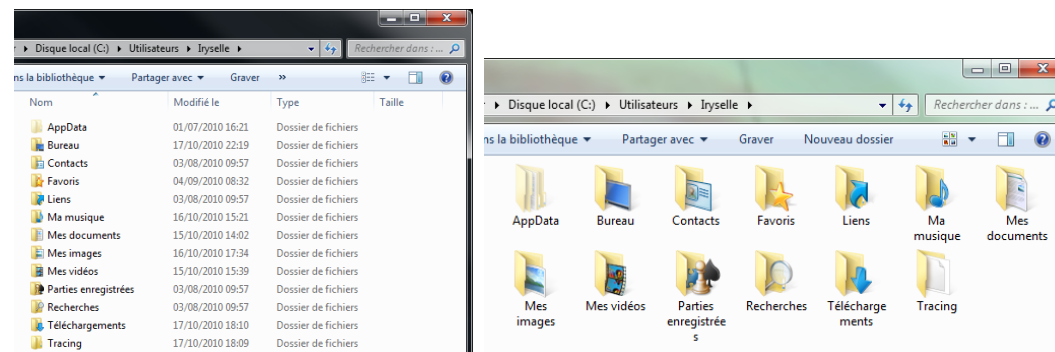 Disque local (C:) Utilisateurs Iryselle
Rechercher dans : ...
ns la bibliothèque Partager avec Graver »
Nom Modifié le Type Taille
AppData 01/07/2010 16:21 Dossier de fichiers
Bureau 17/10/2010 22:19 Dossier de fichiers
Contacts 03/08/2010 09:57 Dossier de fichiers
Favoris 04/09/2010 08:32 Dossier de fichiers
Liens 03/08/2010 09:57 Dossier de fichiers
Ma musique 16/10/2010 15:21 Dossier de fichiers
Mes documents 15/10/2010 14:02 Dossier de fichiers
Mes images 16/10/2010 17:34 Dossier de fichiers
Mes vidéos 15/10/2010 15:39 Dossier de fichiers
Parties enregistrées 03/08/2010 09:57 Dossier de fichiers
Recherches 03/08/2010 09:57 Dossier de fichiers
Téléchargements 17/10/2010 18:10 Dossier de fichiers
Tracing 17/10/2010 18:09 Dossier de fichiers
Disque local (C:) Utilisateurs Iryselle
Rechercher dans : ...
ns la bibliothèque Partager avec Graver Nouveau dossier
AppData Bureau Contacts Favoris Liens Ma Mes
musique documents
Mes Mes vidéos Parties Recherches Télécharge Tracing
images enregistrée ments
s